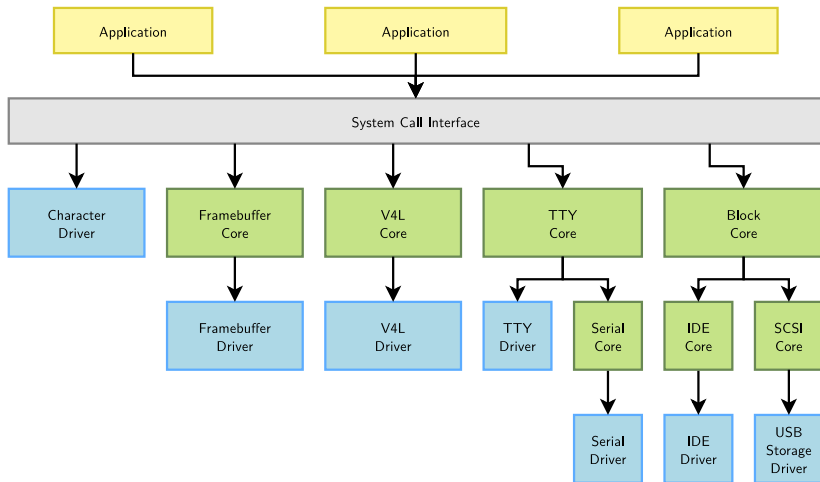 Application
Application
Application
System Call Interface
Character
Driver
Framebuffer
Core
V4L
Core
TTY
Core
Block
Core
Framebuffer
Driver
V4L
Driver
TTY
Driver
Serial
Core
IDE
Core
SCSI
Core
Serial
Driver
IDE
Driver
USB
Storage
Driver